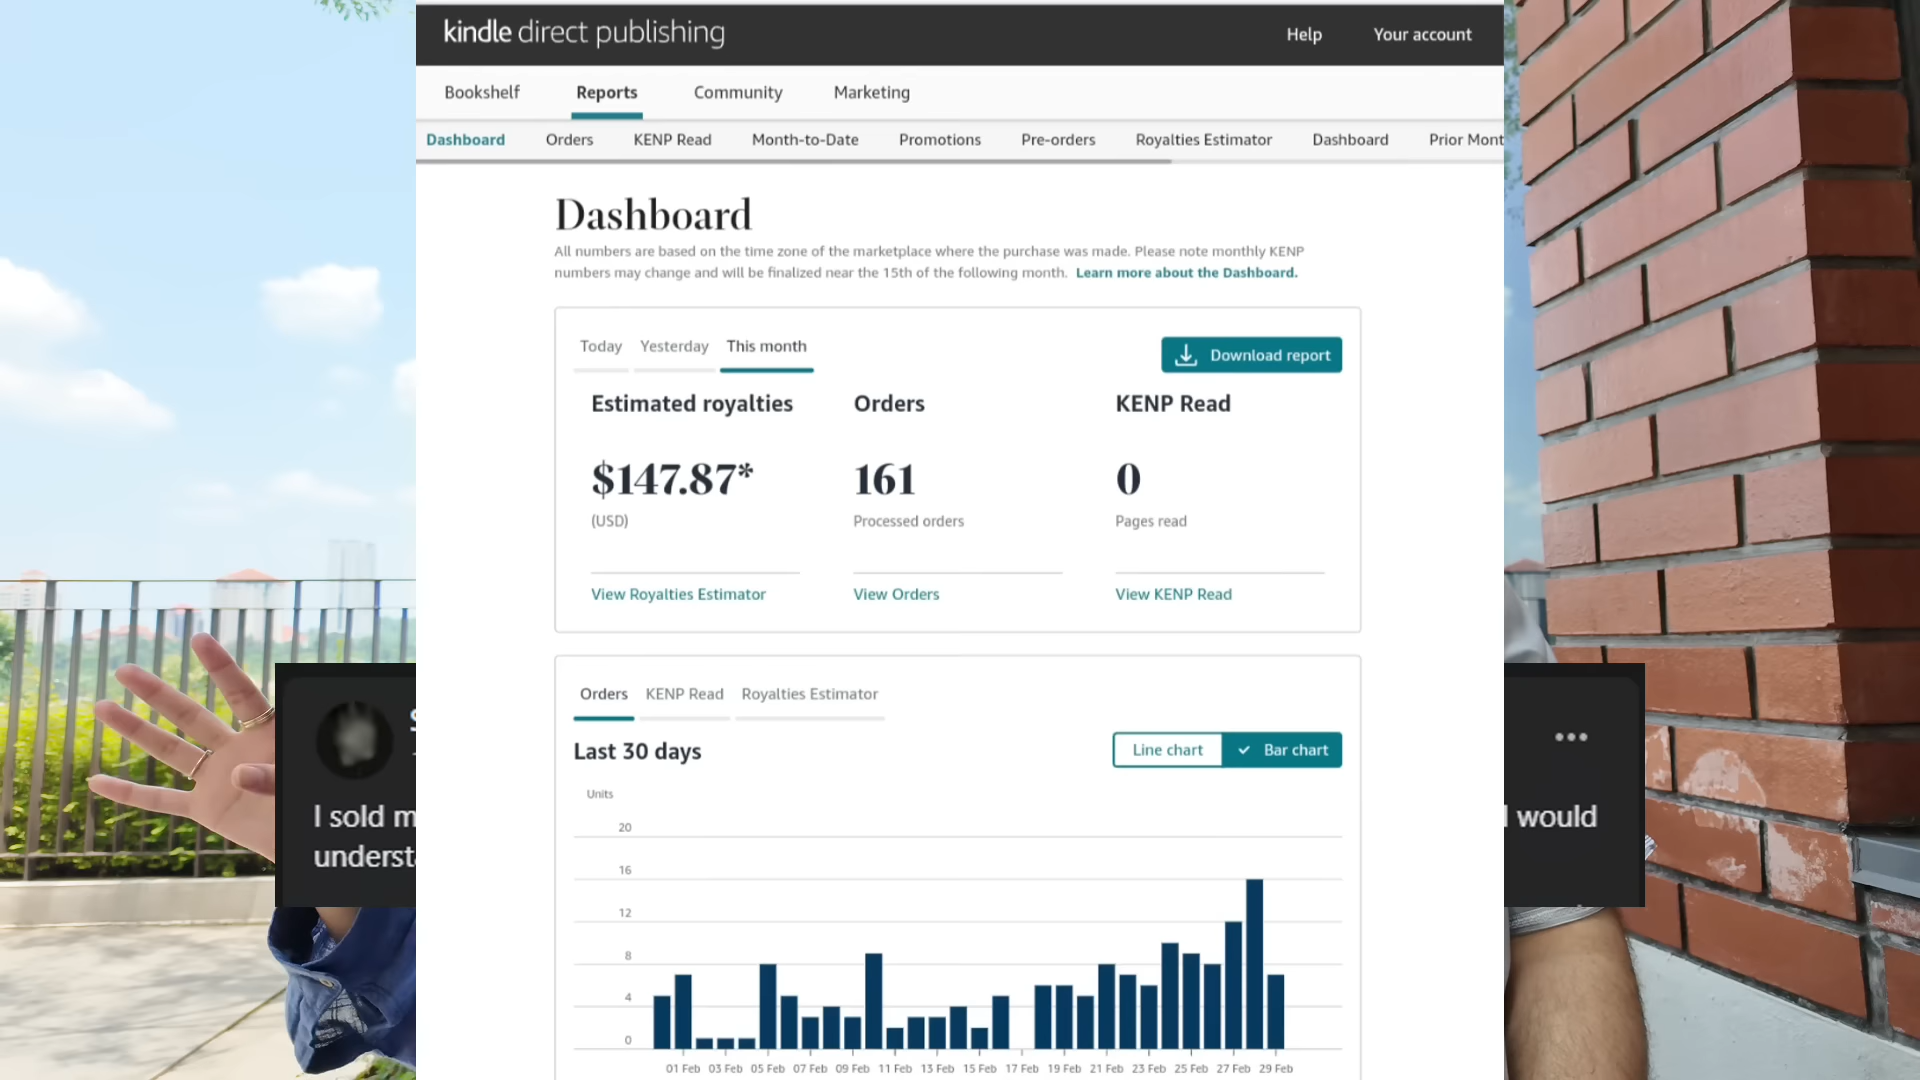 kindle direct publishing
Help
Your account
Bookshelf
Reports
Community
Marketing
Dashboard
Orders
KENP Read
Month-to-Date
Promotions
Pre-orders
Royalties Estimator
Dashboard
Prior Mont
Dashboard
All numbers are based on the time zone of the marketplace where the purchase was made. Please note monthly KENP
numbers may change and will be finalized near the 15th of the following month. Learn more about the Dashboard.
Today
Yesterday
This month
Download report
Estimated royalties
Orders
KENP Read
$147.87*
161
0
(USD)
Processed orders
Pages read
View Royalties Estimator
View Orders
View KENP Read
Orders
KENP Read
Royalties Estimator
Last 30 days
Line chart
Bar chart
Units
20
16
12
8
4
0
01 Feb 03 Feb 05 Feb 07 Feb 09 Feb 11 Feb 13 Feb 15 Feb 17 Feb 19 Feb 21 Feb 23 Feb 25 Feb 27 Feb 29 Feb
I sold m
would
underst